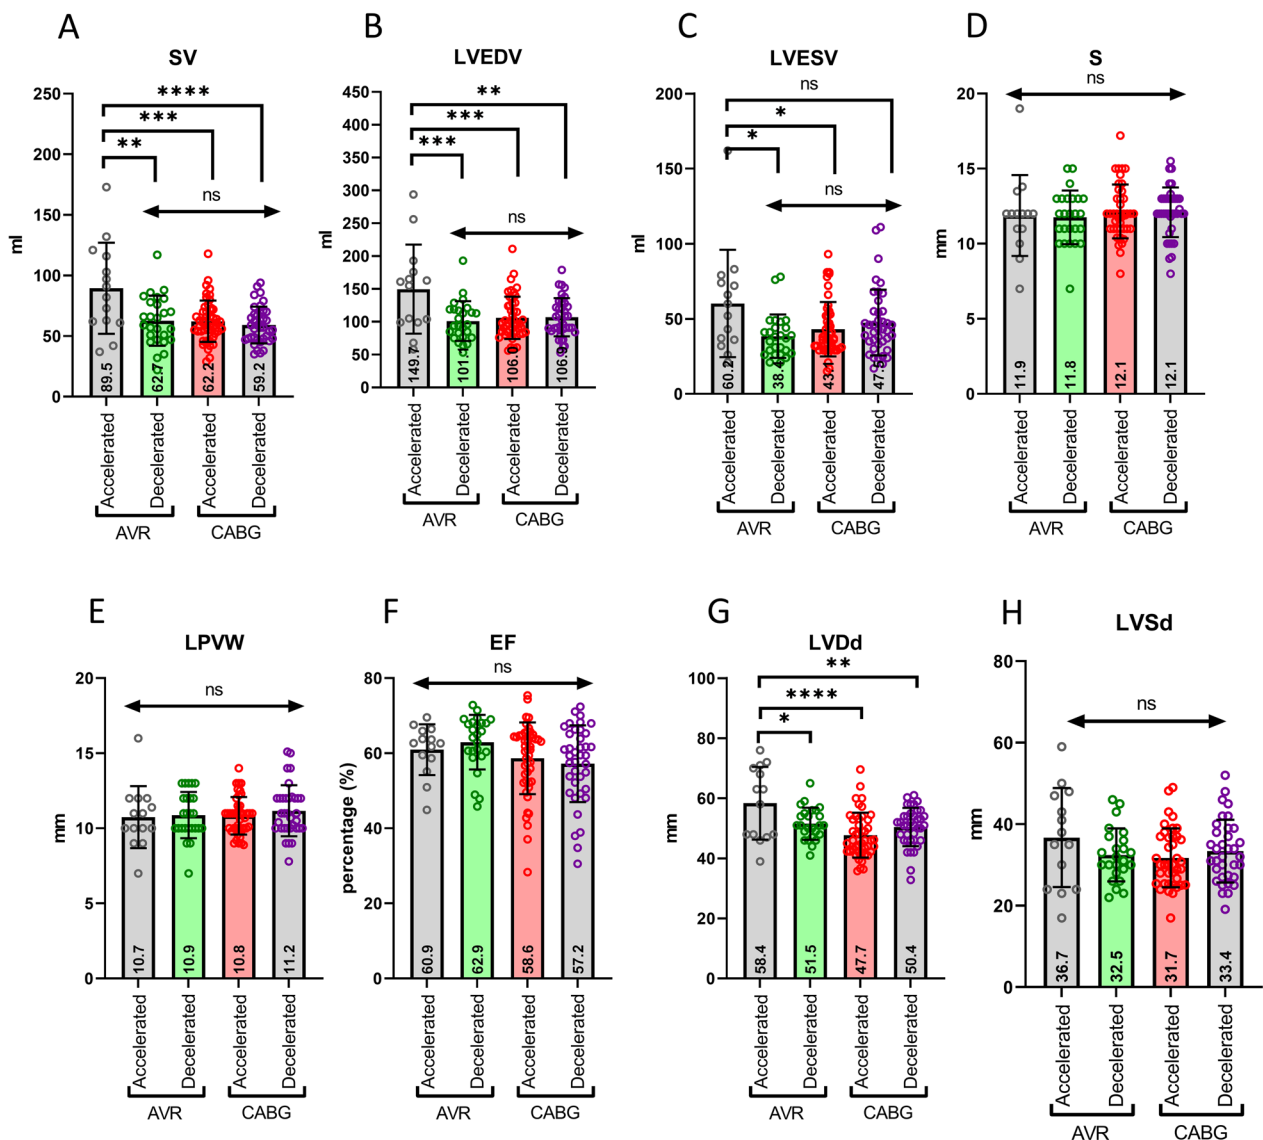 A
SV
ml
250
200
150
100
50
0
****
***
**
ns
89.5
62.7
62.2
59.2
Accelerated
Decelerated
Accelerated
Decelerated
AVR
CABG
B
LVEDV
ml
450
400
350
300
250
200
150
100
50
0
**
***
***
ns
149.7
106.0
Accelerated
Decelerated
Accelerated
Decelerated
AVR
CABG
C
LVESV
ml
200
150
100
50
0
ns
*
*
ns
60.2
Accelerated
Decelerated
Accelerated
Decelerated
AVR
CABG
D
S
mm
20
15
10
5
0
ns
11.9
11.8
12.1
12.1
Accelerated
Decelerated
Accelerated
Decelerated
AVR
CABG
E
LPVW
mm
20
15
10
5
0
ns
10.7
10.9
10.8
11.2
Accelerated
Decelerated
Accelerated
Decelerated
AVR
CABG
F
EF
percentage (%)
80
60
40
20
0
ns
60.9
62.9
58.6
57.2
Accelerated
Decelerated
Accelerated
Decelerated
AVR
CABG
G
LVDd
mm
100
80
60
40
20
0
**
****
*
58.4
51.5
47.7
50.4
Accelerated
Decelerated
Accelerated
Decelerated
AVR
CABG
H
LVSd
mm
80
60
40
20
0
ns
36.7
32.5
31.7
33.4
Accelerated
Decelerated
Accelerated
Decelerated
AVR
CABG